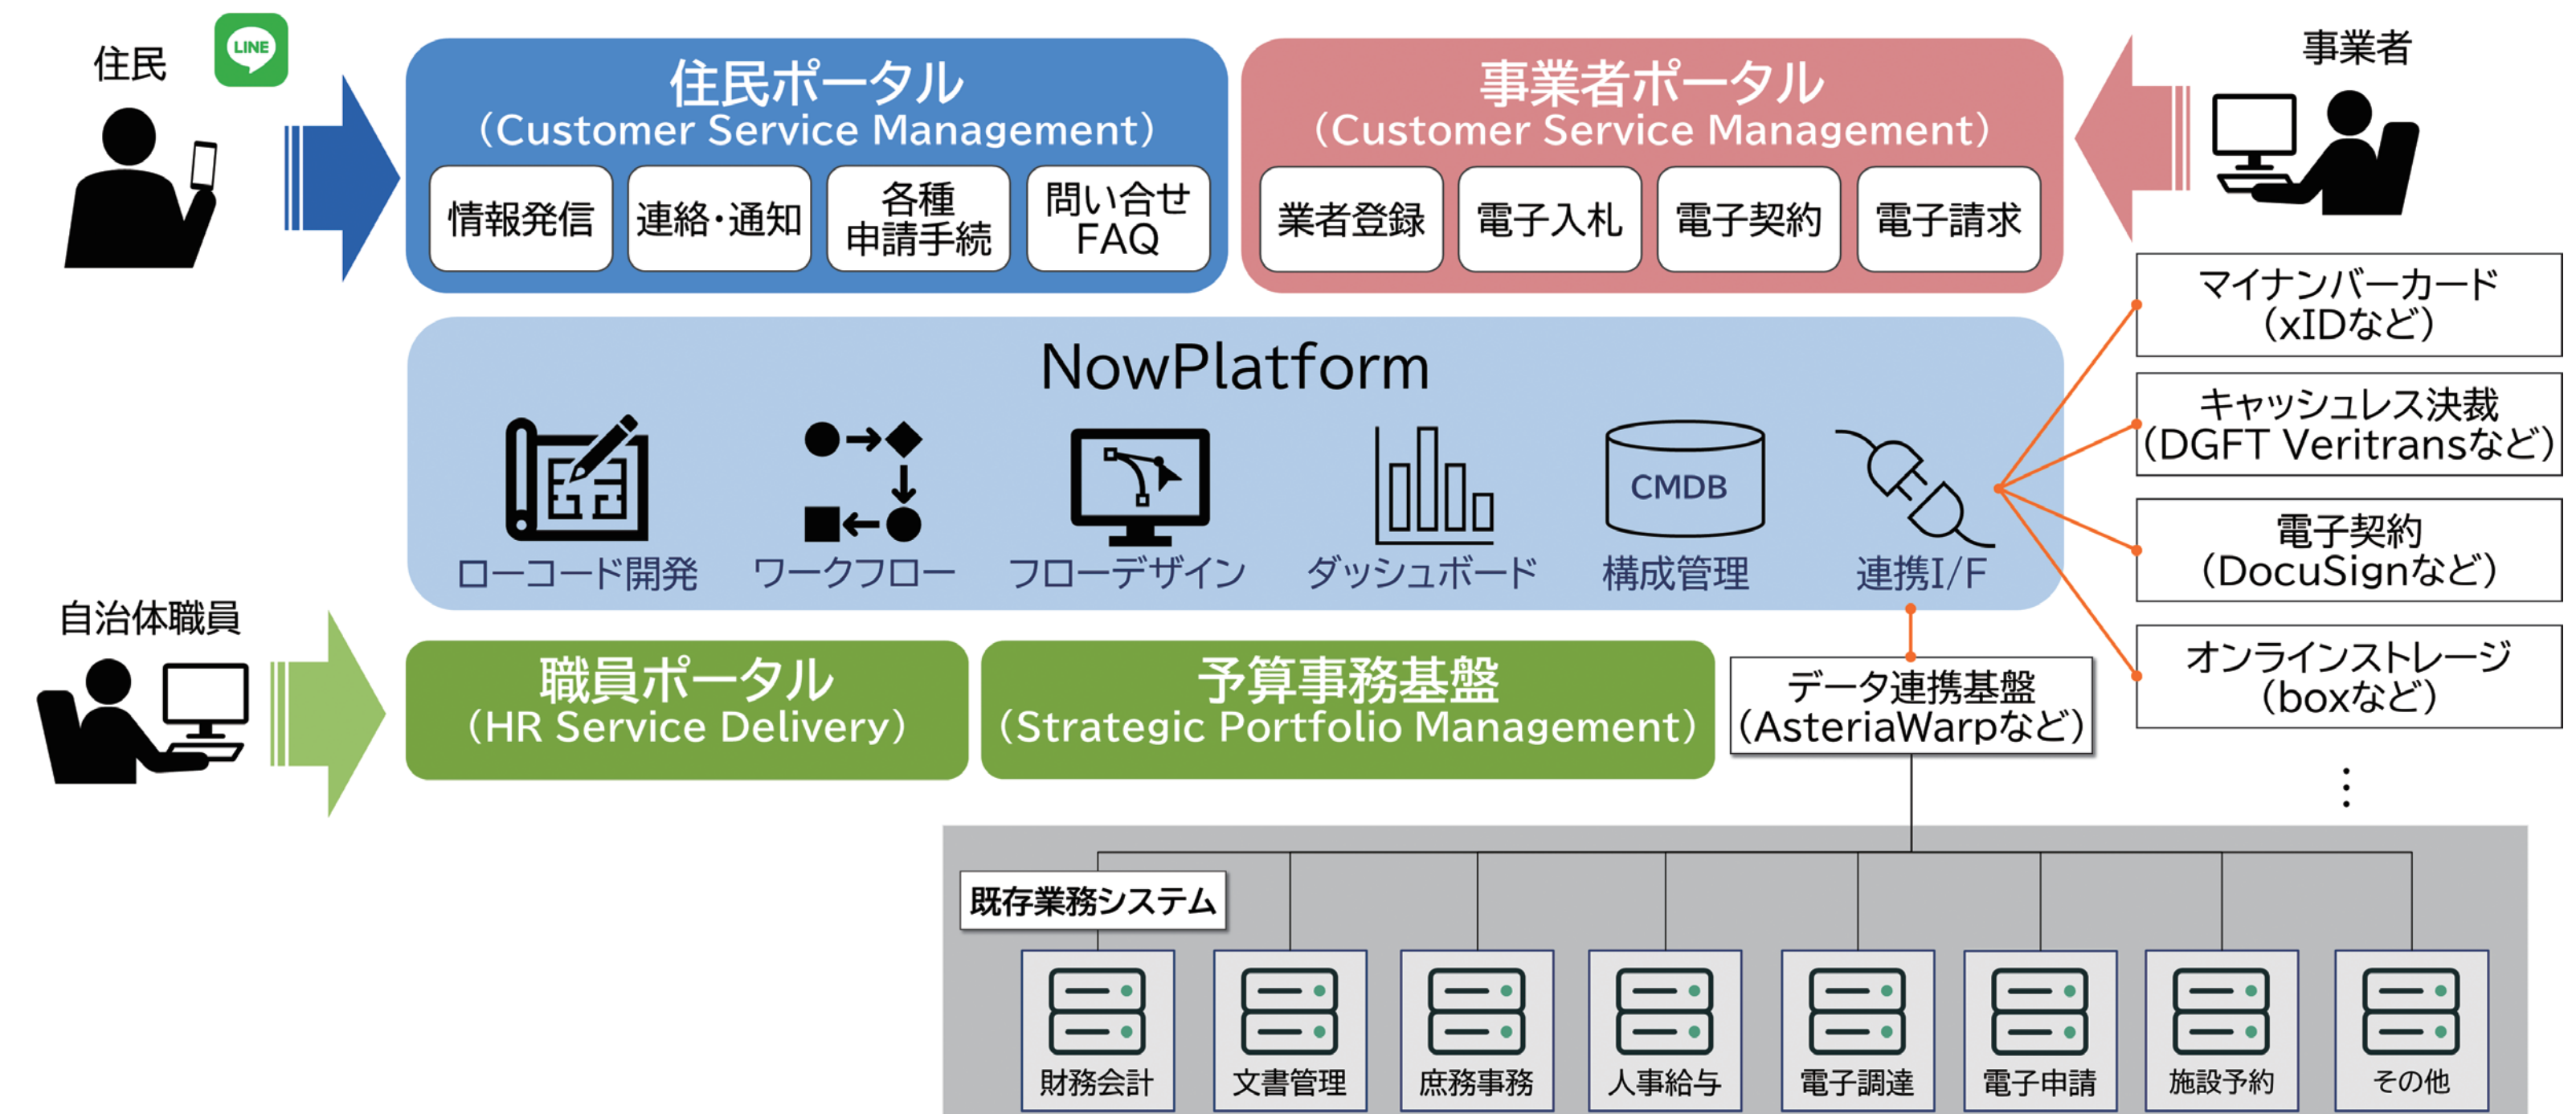 住民
LINE
住民ポータル
（Customer Service Management）
情報発信
連絡・通知
各種
申請手続
問い合せ
FAQ
事業者ポータル
（Customer Service Management）
業者登録
電子入札
電子契約
電子請求
事業者
NowPlatform
ローコード開発
ワークフロー
フローデザイン
ダッシュボード
CMDB
構成管理
連携I/F
マイナンバーカード
（xIDなど）
キャッシュレス決裁
（DGFT Veritransなど）
電子契約
（DocuSignなど）
オンラインストレージ
（boxなど）
⋮
自治体職員
職員ポータル
（HR Service Delivery）
予算事務基盤
（Strategic Portfolio Management）
データ連携基盤
（AsteriaWarpなど）
既存業務システム
財務会計
文書管理
庶務事務
人事給与
電子調達
電子申請
施設予約
その他